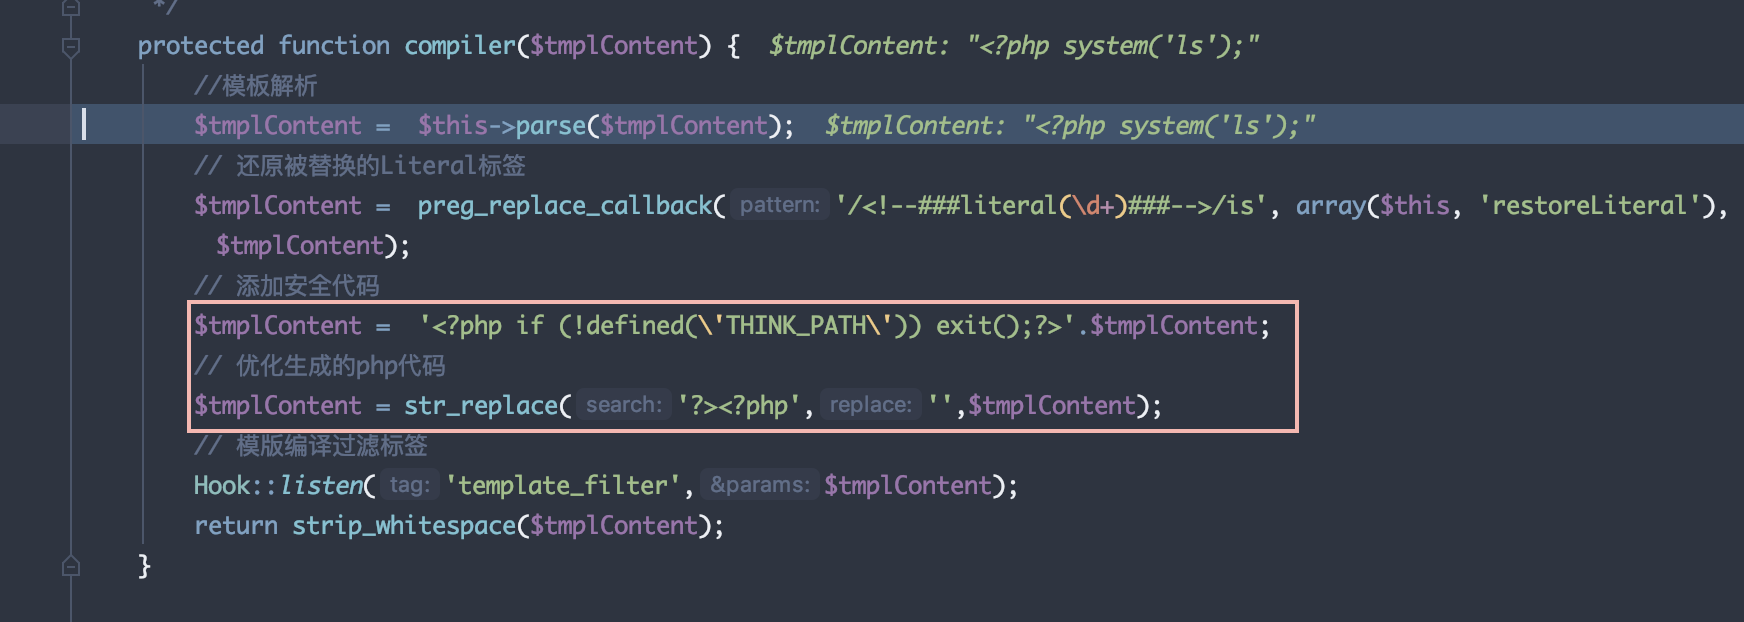 */
protected function compiler($tmplContent) {  $tmplContent: "<?php system('ls');"
//模板解析
$tmplContent =  $this->parse($tmplContent);  $tmplContent: "<?php system('ls');"
// 还原被替换的Literal标签
$tmplContent =  preg_replace_callback( pattern: '/<!--###literal(\d+)###-->/is', array($this, 'restoreLiteral'),
$tmplContent);
// 添加安全代码
$tmplContent =  '<?php if (!defined(\'THINK_PATH\')) exit();?>'.$tmplContent;
// 优化生成的php代码
$tmplContent = str_replace( search: '?><?php', replace: '',$tmplContent);
// 模版编译过滤标签
Hook::listen( tag: 'template_filter', &params: $tmplContent);
return strip_whitespace($tmplContent);
}